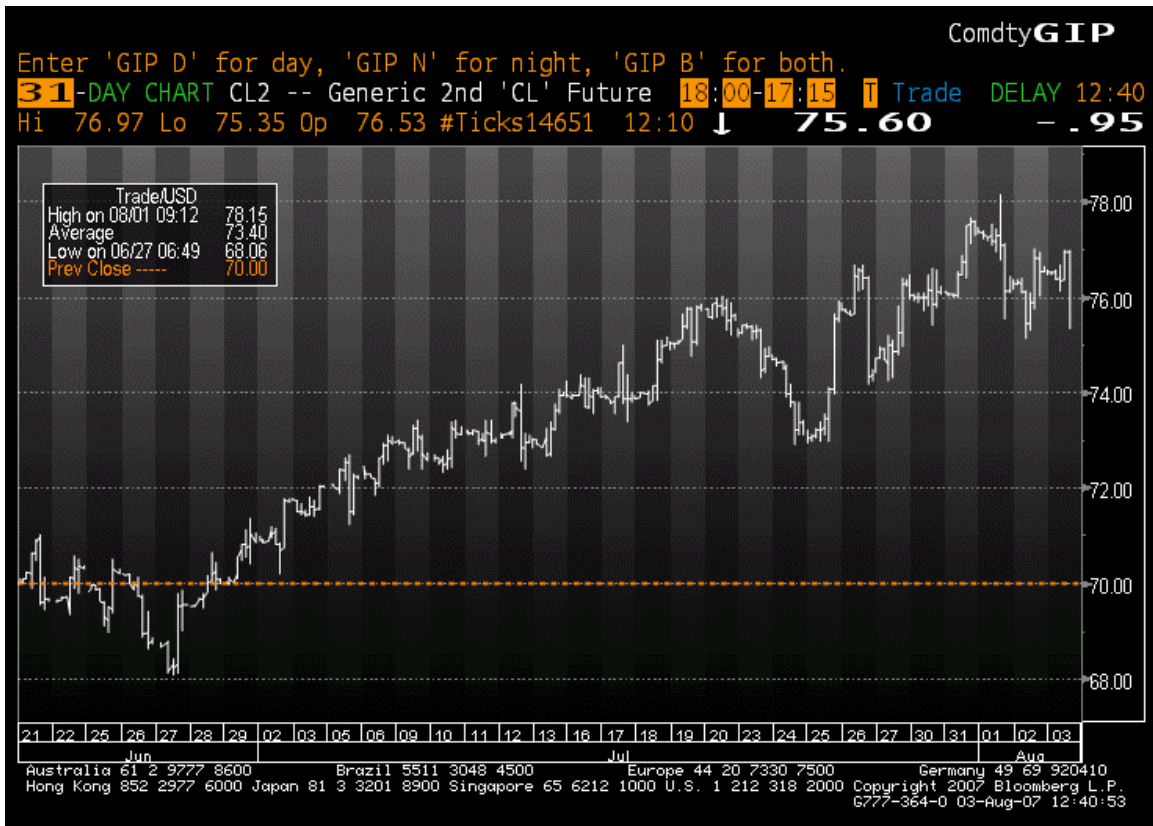 ComdtyGIP
Enter 'GIP D' for day, 'GIP N' for night, 'GIP B' for both.
31-DAY CHART CL2 -- Generic 2nd 'CL' Future 18:00-17:15 T Trade DELAY 12:40
Hi 76.97 Lo 75.35 Op 76.53 #Ticks14651 12:10 ↓ 75.60 -.95
Trade/USD
High on 08/01 09:12 78.15
Average 73.40
Low on 06/27 06:49 68.06
Prev Close ----- 70.00
78.00
76.00
74.00
72.00
70.00
68.00
21 22 25 26 27 28 29 02 03 05 06 09 10 11 12 13 16 17 18 19 20 23 24 25 26 27 30 31 01 02 03
Jun Jul Aug
Australia 61 2 9777 8600 Brazil 5511 3048 4500 Europe 44 20 7330 7500 Germany 49 69 920410
Hong Kong 852 2977 6000 Japan 81 3 3201 8900 Singapore 65 6212 1000 U.S. 1 212 318 2000 Copyright 2007 Bloomberg L.P.
G777-364-0 03-Aug-07 12:40:53